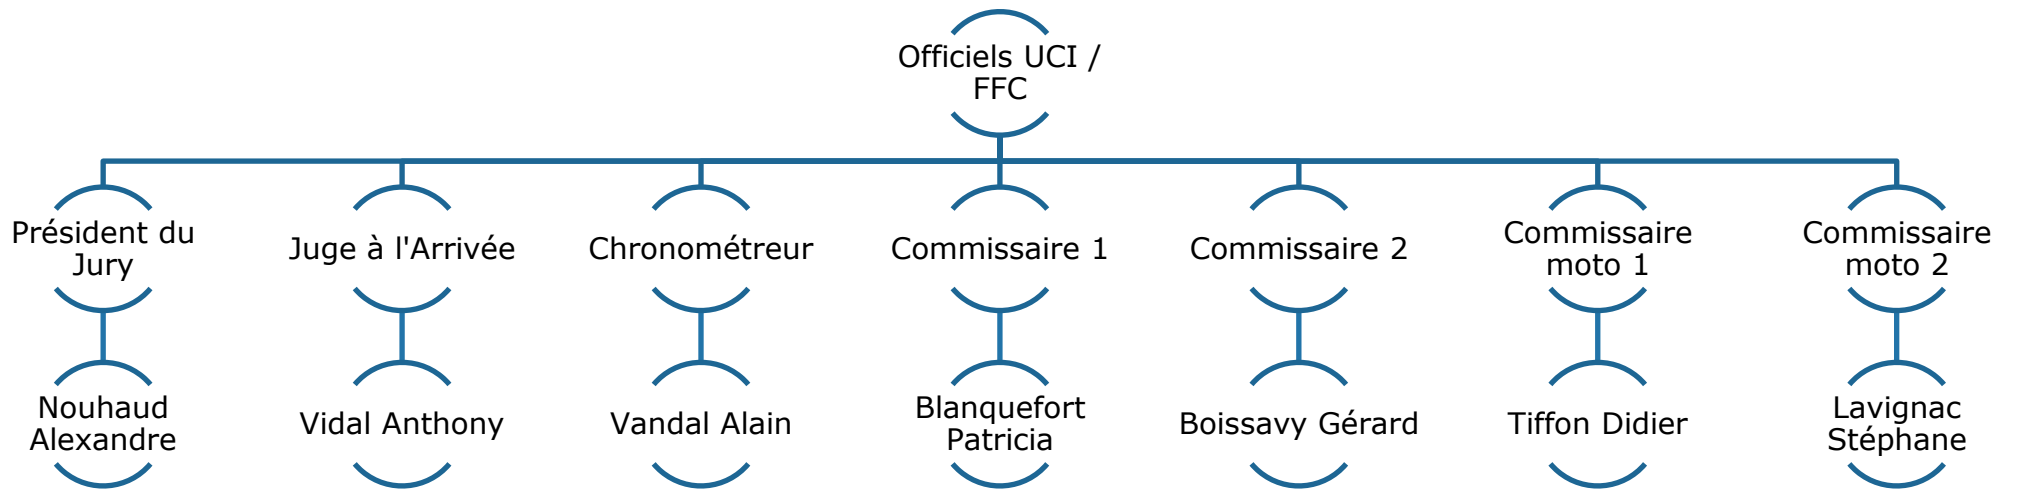 Officiels UCI /
FFC
Président du
Jury
Juge à l'Arrivée
Chronométreur
Commissaire 1
Commissaire 2
Commissaire
moto 1
Commissaire
moto 2
Nouhaud
Alexandre
Vidal Anthony
Vandal Alain
Blanquefort
Patricia
Boissavy Gérard
Tiffon Didier
Lavignac
Stéphane